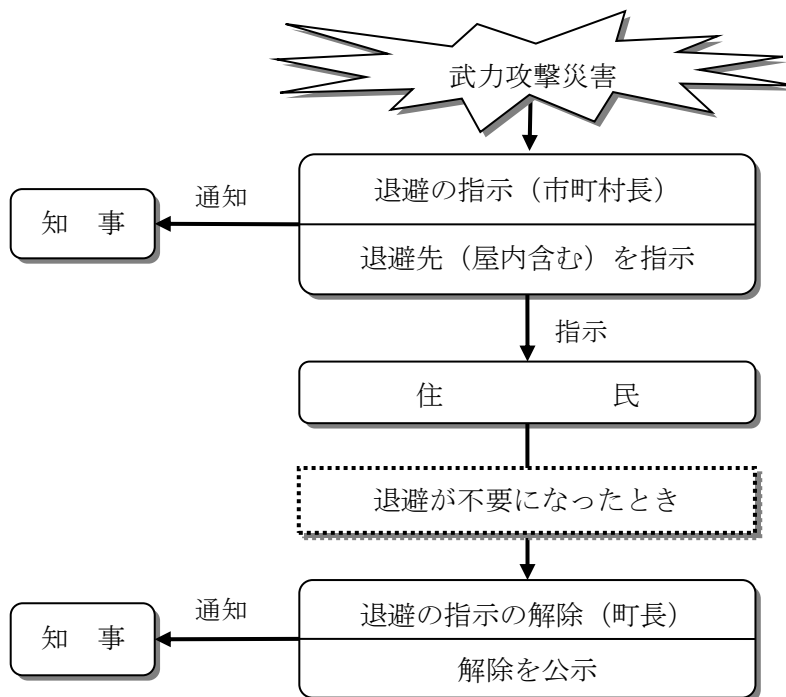 武力攻撃災害
退避の指示（市町村長）
通知
知　事
退避先（屋内含む）を指示
指示
住　　　　　民
退避が不要になったとき
退避の指示の解除（町長）
通知
知　事
解除を公示